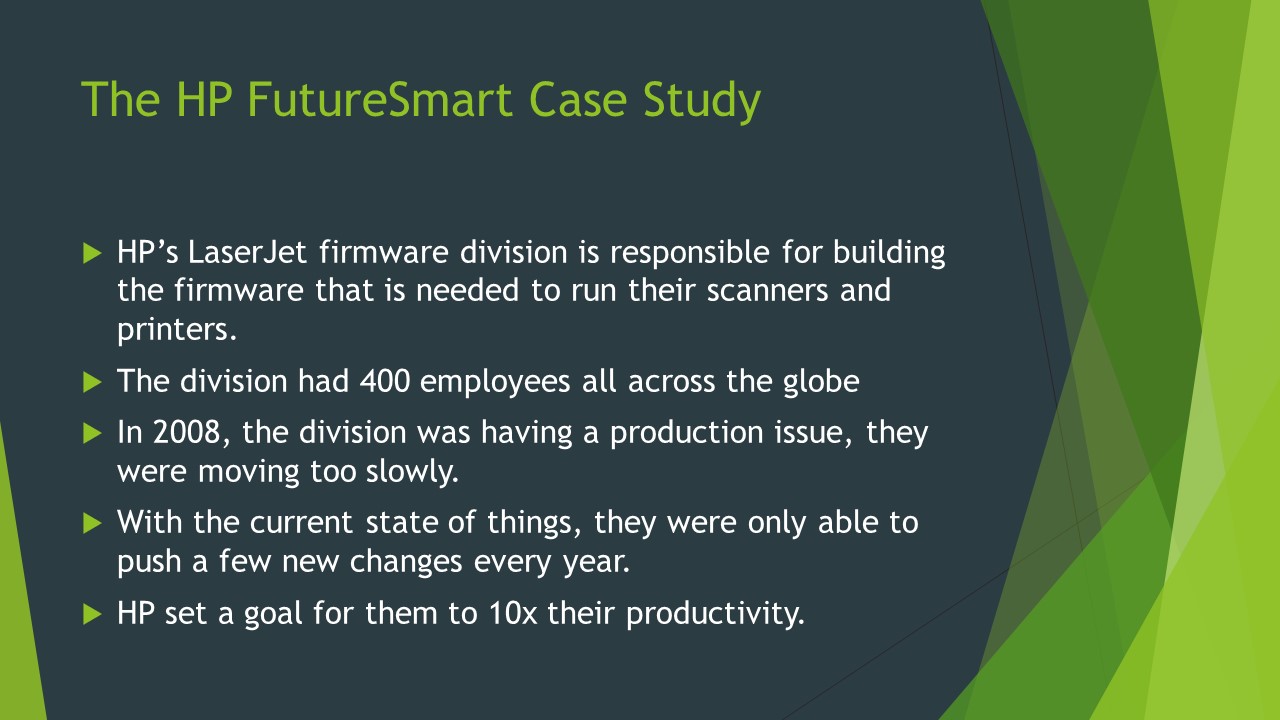 The HP FutureSmart Case Study
HP’s LaserJet firmware division is responsible for building
the firmware that is needed to run their scanners and
printers.
The division had 400 employees all across the globe
In 2008, the division was having a production issue, they
were moving too slowly.
With the current state of things, they were only able to
push a few new changes every year.
HP set a goal for them to 10x their productivity.